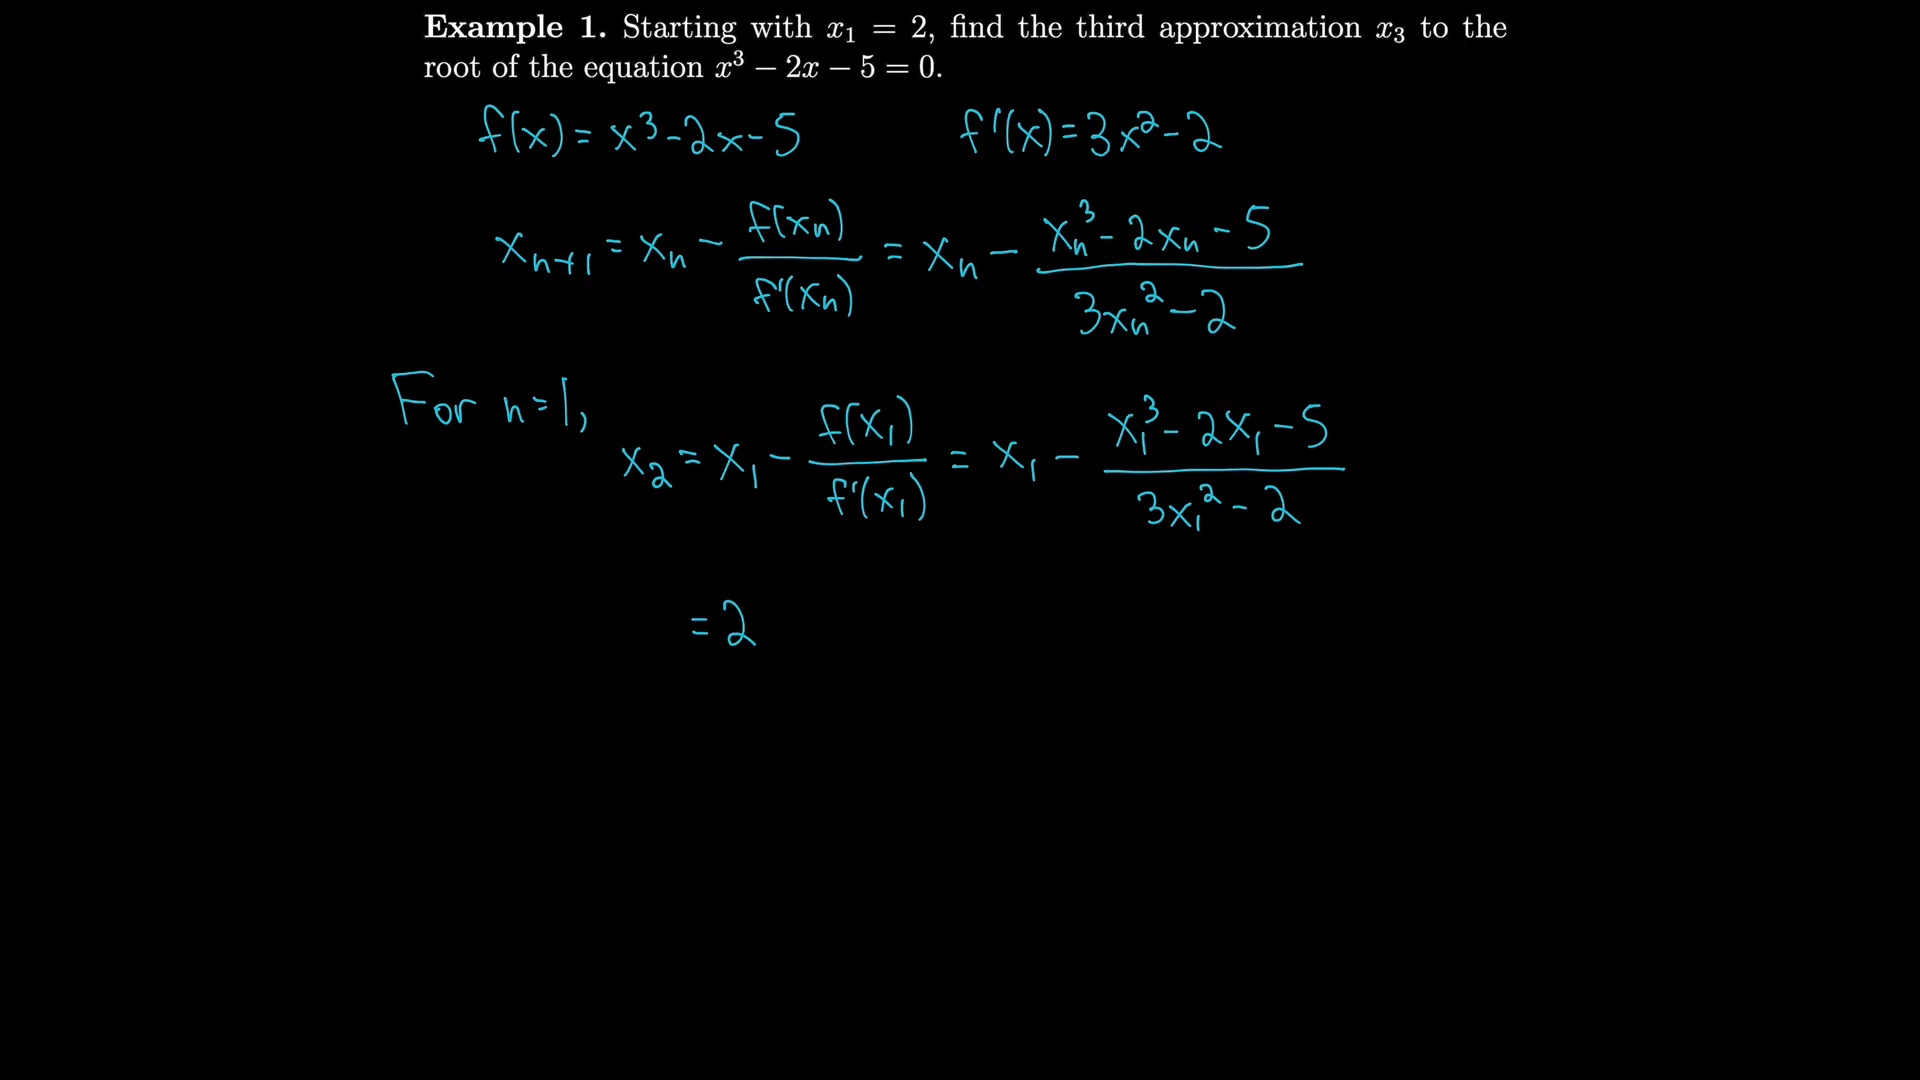 Example 1. Starting with x₁ = 2, find the third approximation x₃ to the
root of the equation x³ − 2x − 5 = 0.
f(x) = x³ - 2x - 5    f'(x) = 3x² - 2
xₙ₊₁ = xₙ - f(xₙ)/f'(xₙ) = xₙ - (xₙ³ - 2xₙ - 5)/(3xₙ² - 2)
For n=1,
x₂ = x₁ - f(x₁)/f'(x₁) = x₁ - (x₁³ - 2x₁ - 5)/(3x₁² - 2)
= 2